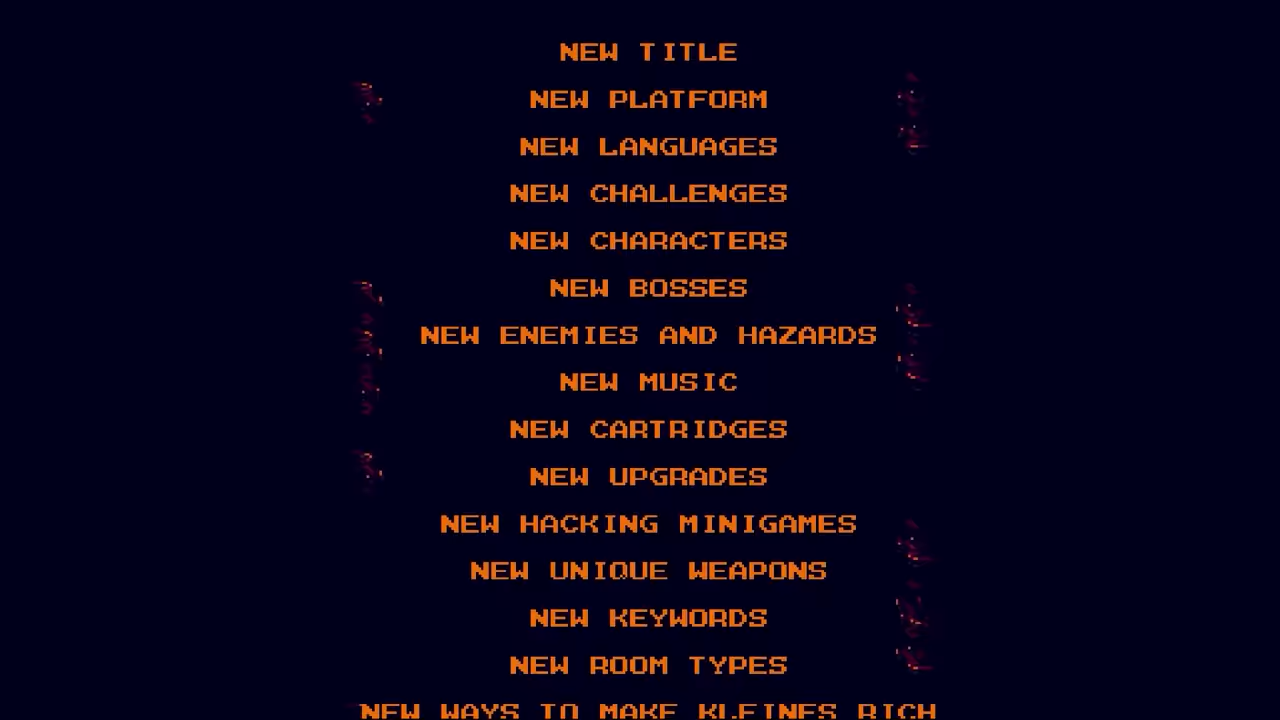 NEW TITLE
NEW PLATFORM
NEW LANGUAGES
NEW CHALLENGES
NEW CHARACTERS
NEW BOSSES
NEW ENEMIES AND HAZARDS
NEW MUSIC
NEW CARTRIDGES
NEW UPGRADES
NEW HACKING MINIGAMES
NEW UNIQUE WEAPONS
NEW KEYWORDS
NEW ROOM TYPES
NEW WAYS TO MAKE KLEINES RICH